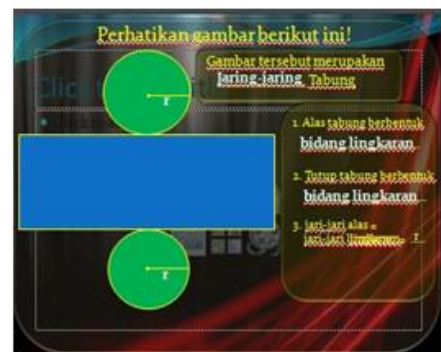 Perhatikan gambar berikut ini!
Gambar tersebut merupakan
Jaring-jaring Tabung
r
1. Alas tabung berbentuk
bidang lingkaran
2. Tutup tabung berbentuk
bidang lingkaran
3. jari-jari alas =
jari-jari = r
r